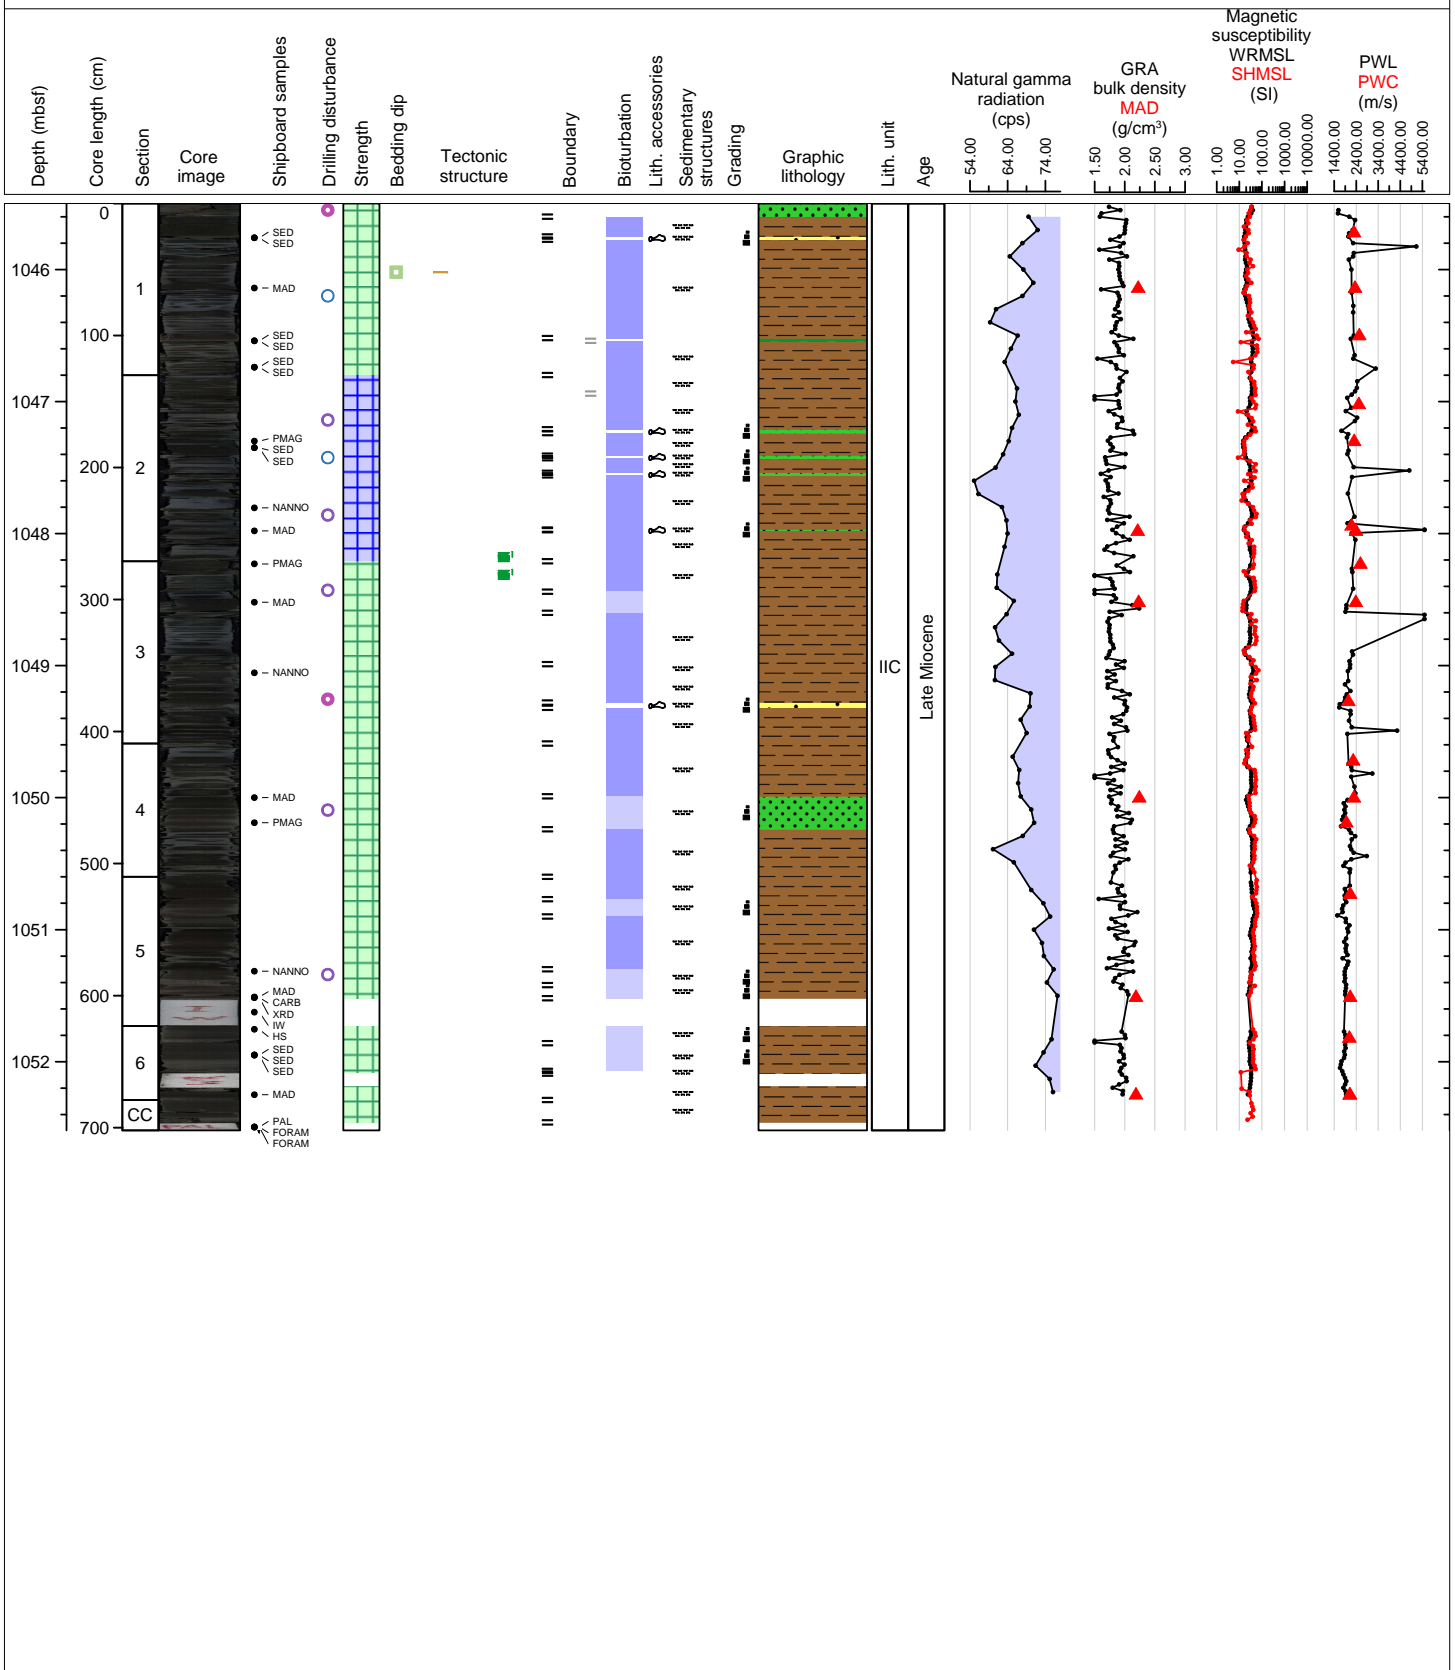 Depth (mbsf)
Core length (cm)
Section
Core
image
Shipboard samples
Drilling disturbance
Strength
Bedding dip
Tectonic
structure
Boundary
Bioturbation
Lith. accessories
Sedimentary
structures
Grading
Graphic
lithology
Lith. unit
Age
Natural gamma
radiation
(cps)
54.00
64.00
74.00
GRA
bulk density
MAD
(g/cm³)
1.50
2.00
2.50
3.00
Magnetic
susceptibility
WRMSL
SHMSL
(SI)
1.00
10.00
100.00
1000.00
10000.00
PWL
PWC
(m/s)
1400.00
2400.00
3400.00
4400.00
5400.00
1046
1047
1048
1049
1050
1051
1052
0
100
200
300
400
500
600
700
1
2
3
4
5
6
CC
SED
SED
MAD
SED
SED
SED
SED
PMAG
SED
SED
NANNO
MAD
PMAG
MAD
NANNO
MAD
PMAG
NANNO
MAD
CARB
XRD
IW
HS
SED
SED
SED
MAD
PAL
FORAM
FORAM
IIC
Late Miocene